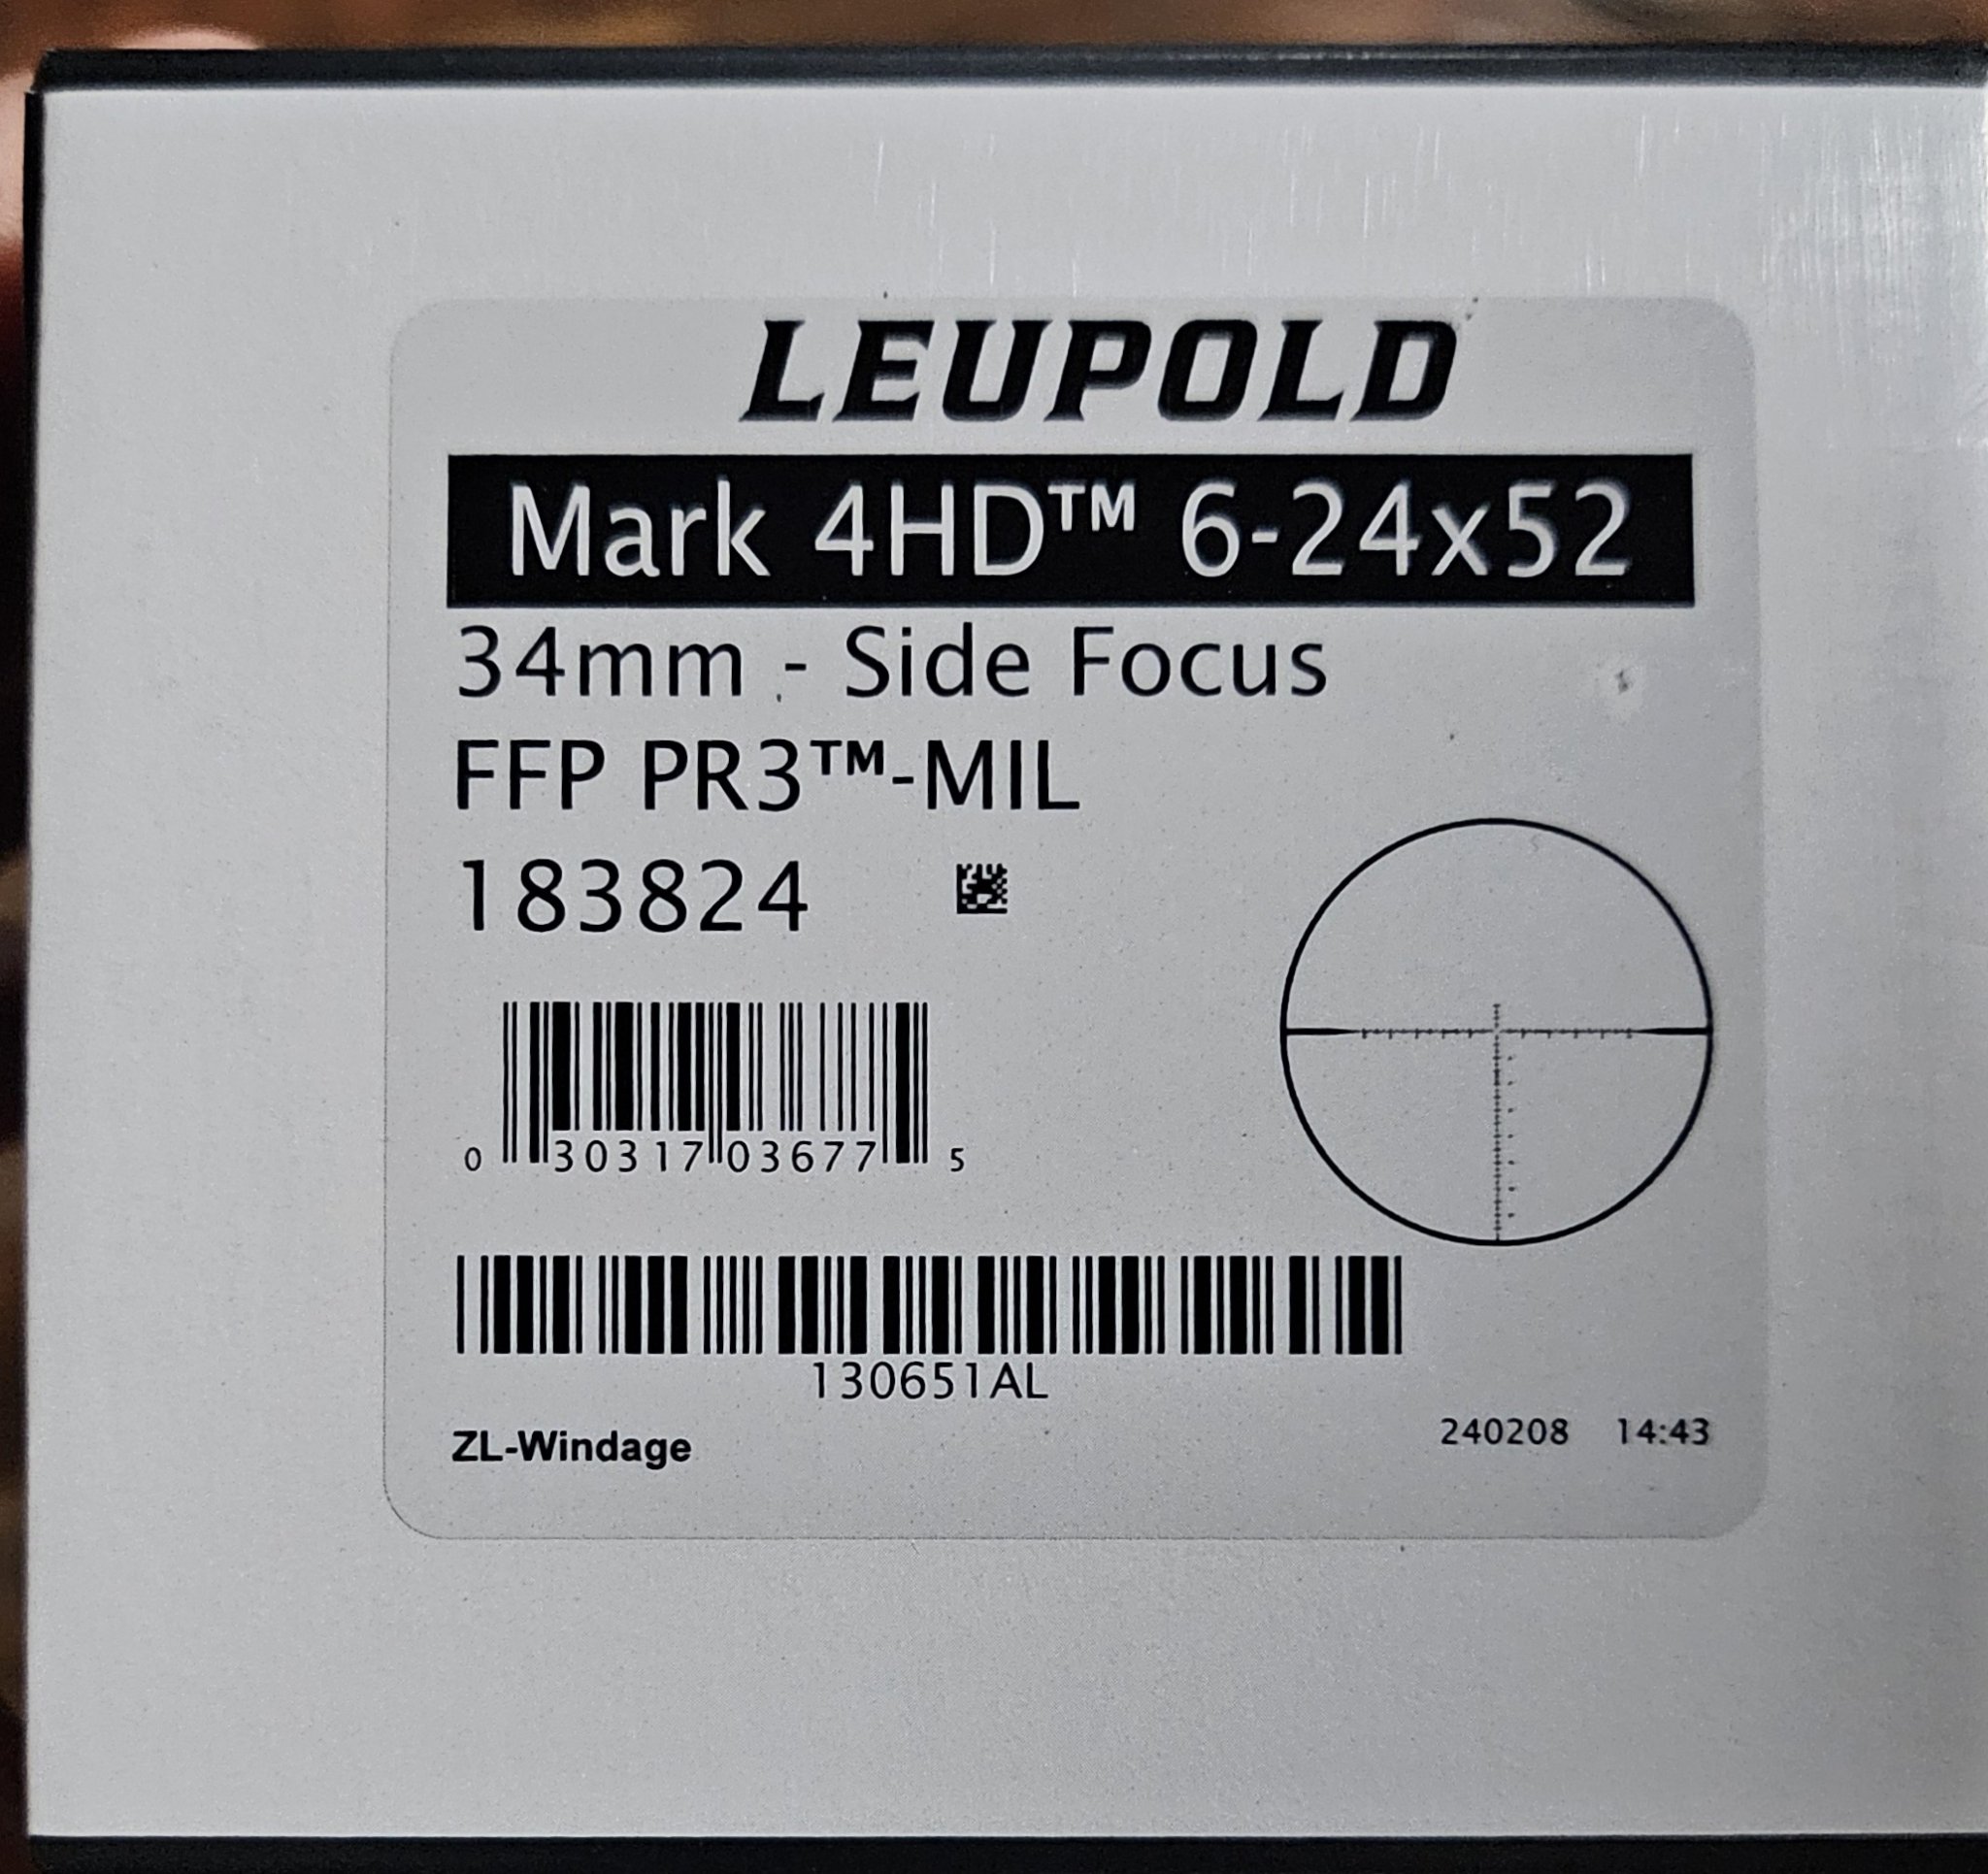 LEUPOLD
Mark 4HD™ 6-24x52
34mm - Side Focus
FFP PR3™-MIL
183824
0 30317 03677 5
130651AL
ZL-Windage 240208 14:43